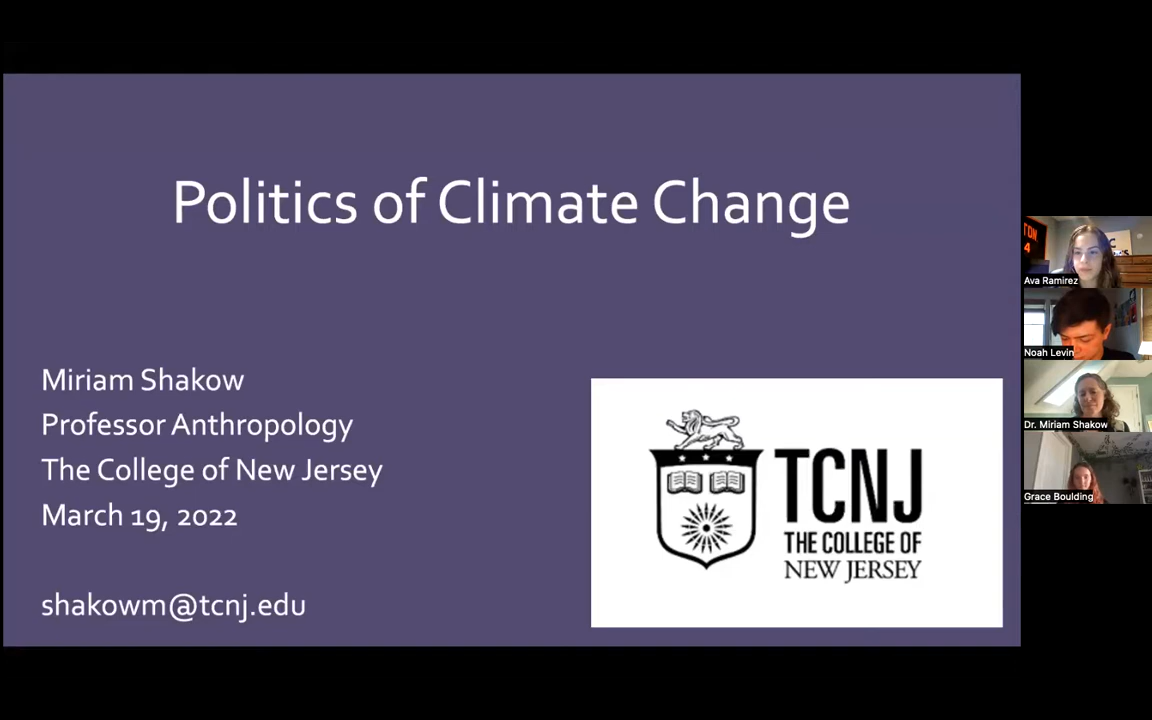 Politics of Climate Change
Miriam Shakow
Professor Anthropology
The College of New Jersey
March 19, 2022
shakowm@tcnj.edu
TCNJ
THE COLLEGE OF
NEW JERSEY
4
Ava Ramirez
Noah Levin
Dr. Miriam Shakow
Grace Boulding